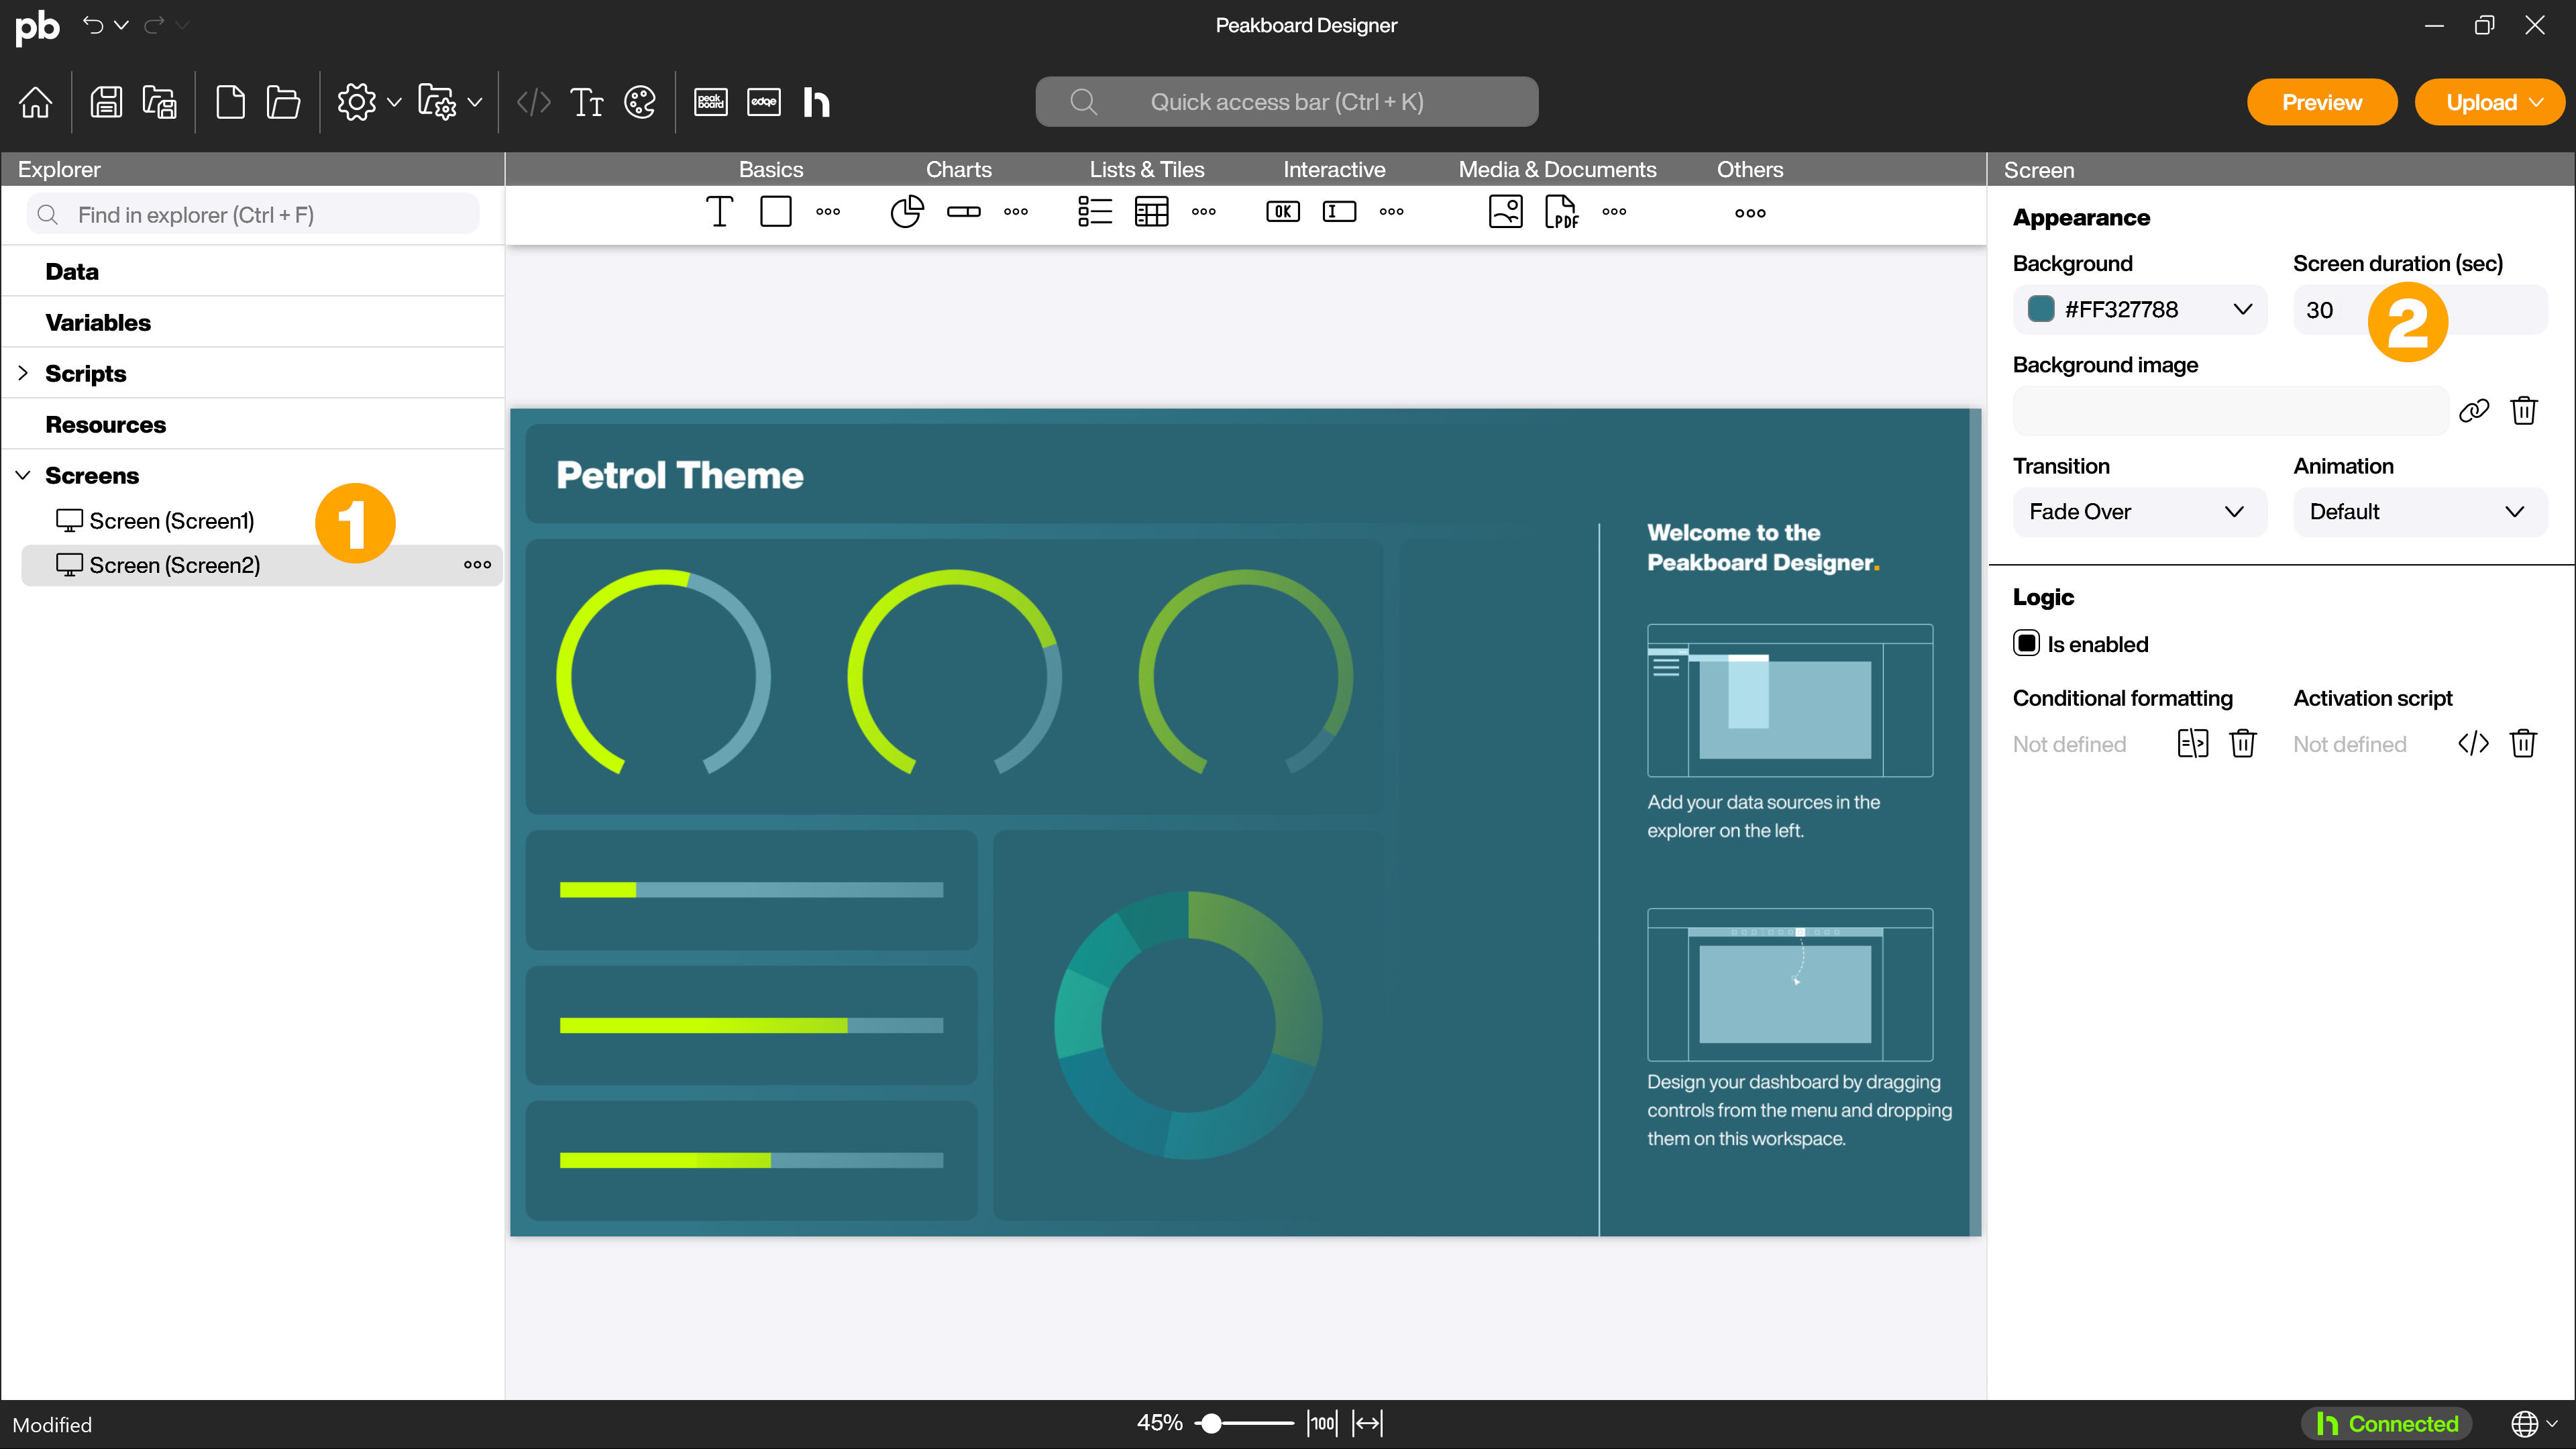 pb
Peakboard Designer
peak board
edge
h
Quick access bar (Ctrl + K)
Preview
Upload
Explorer
Basics
Charts
Lists & Tiles
Interactive
Media & Documents
Others
Screen
Find in explorer (Ctrl + F)
OK
PDF
Data
Variables
Scripts
Resources
Screens
Screen (Screen1)
1
Screen (Screen2)
Petrol Theme
Welcome to the
Peakboard Designer.
Add your data sources in the
explorer on the left.
Design your dashboard by dragging
controls from the menu and dropping
them on this workspace.
Appearance
Background
Screen duration (sec)
#FF327788
30
2
Background image
Transition
Animation
Fade Over
Default
Logic
Is enabled
Conditional formatting
Activation script
Not defined
Not defined
Modified
45%
100
Connected